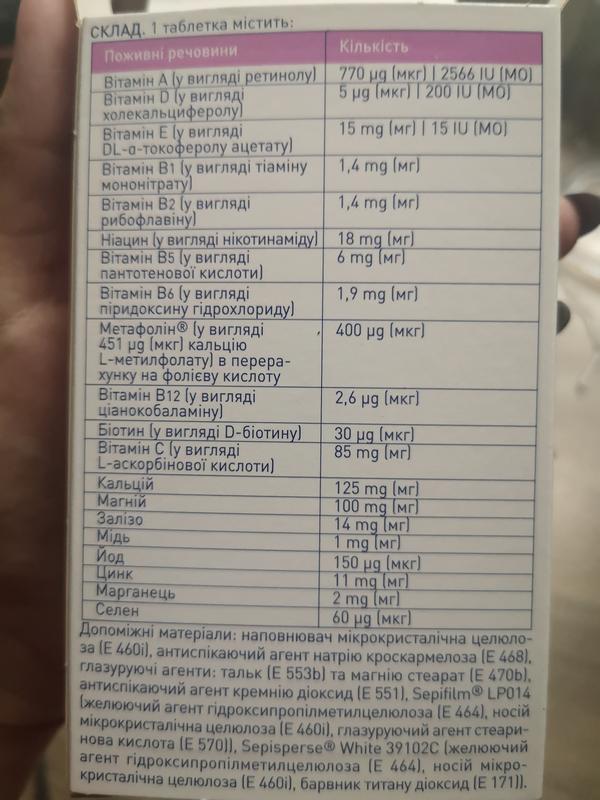 СКЛАД. 1 таблетка містить:
Поживні речовини Кількість
Вітамін А (у вигляді ретинолу) 770 μg (мкг) | 2566 IU (МО)
Вітамін D (у вигляді 5 μg (мкг) | 200 IU (МО)
холекальциферолу)
Вітамін Е (у вигляді 15 mg (мг) | 15 IU (МО)
DL-α-токоферолу ацетату)
Вітамін В1 (у вигляді тіаміну 1,4 mg (мг)
мононітрату)
Вітамін В2 (у вигляді 1,4 mg (мг)
рибофлавіну)
Ніацин (у вигляді нікотинаміду) 18 mg (мг)
Вітамін В5 (у вигляді 6 mg (мг)
пантотенової кислоти)
Вітамін В6 (у вигляді 1,9 mg (мг)
піридоксину гідрохлориду)
Метафолін® (у вигляді 400 μg (мкг)
451 μg (мкг) кальцію
L-метилфолату) в перера-
хунку на фолієву кислоту
Вітамін В12 (у вигляді 2,6 μg (мкг)
ціанокобаламіну)
Біотин (у вигляді D-біотину) 30 μg (мкг)
Вітамін С (у вигляді 85 mg (мг)
L-аскорбінової кислоти)
Кальцій 125 mg (мг)
Магній 100 mg (мг)
Залізо 14 mg (мг)
Мідь 1 mg (мг)
Йод 150 μg (мкг)
Цинк 11 mg (мг)
Марганець 2 mg (мг)
Селен 60 μg (мкг)
Допоміжні матеріали: наповнювач мікрокристалічна целюло-
за (Е 460i), антиспікаючий агент натрію кроскармелоза (Е 468),
глазуруючі агенти: тальк (Е 553b) та магнію стеарат (Е 470b),
антиспікаючий агент кремнію діоксид (Е 551), Sepifilm® LP014
(желюючий агент гідроксипропілметилцелюлоза (Е 464), носій
мікрокристалічна целюлоза (Е 460i), глазуруючий агент стеари-
нова кислота (Е 570)), Sepisperse® White 39102C (желюючий
агент гідроксипропілметилцелюлоза (Е 464), носій мікро-
кристалічна целюлоза (Е 460i), барвник титану діоксид (Е 171)).